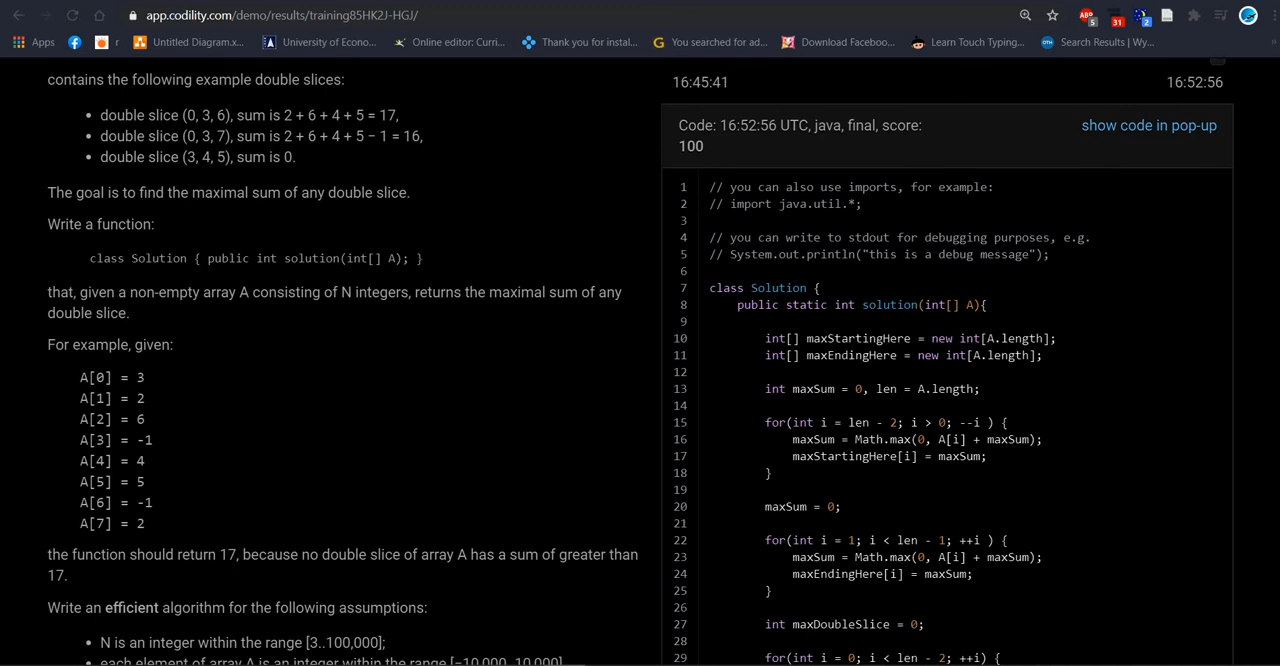 app.codility.com/demo/results/training85HK2J-HGJ/
Apps r Untitled Diagram.x... University of Econo... Online editor: Curri... Thank you for instal... You searched for ad... Download Faceboo... Learn Touch Typing... Search Results | Wy...
contains the following example double slices:
• double slice (0, 3, 6), sum is 2 + 6 + 4 + 5 = 17,
• double slice (0, 3, 7), sum is 2 + 6 + 4 + 5 − 1 = 16,
• double slice (3, 4, 5), sum is 0.
The goal is to find the maximal sum of any double slice.
Write a function:
class Solution { public int solution(int[] A); }
that, given a non-empty array A consisting of N integers, returns the maximal sum of any
double slice.
For example, given:
A[0] = 3
A[1] = 2
A[2] = 6
A[3] = -1
A[4] = 4
A[5] = 5
A[6] = -1
A[7] = 2
the function should return 17, because no double slice of array A has a sum of greater than
17.
Write an efficient algorithm for the following assumptions:
• N is an integer within the range [3..100,000];
• each element of array A is an integer within the range [−10,000..10,000].
16:45:41 16:52:56
Code: 16:52:56 UTC, java, final, score: show code in pop-up
100
1 // you can also use imports, for example:
2 // import java.util.*;
3
4 // you can write to stdout for debugging purposes, e.g.
5 // System.out.println("this is a debug message");
6
7 class Solution {
8 public static int solution(int[] A){
9
10 int[] maxStartingHere = new int[A.length];
11 int[] maxEndingHere = new int[A.length];
12
13 int maxSum = 0, len = A.length;
14
15 for(int i = len - 2; i > 0; --i ) {
16 maxSum = Math.max(0, A[i] + maxSum);
17 maxStartingHere[i] = maxSum;
18 }
19
20 maxSum = 0;
21
22 for(int i = 1; i < len - 1; ++i ) {
23 maxSum = Math.max(0, A[i] + maxSum);
24 maxEndingHere[i] = maxSum;
25 }
26
27 int maxDoubleSlice = 0;
28
29 for(int i = 0; i < len - 2; ++i) {